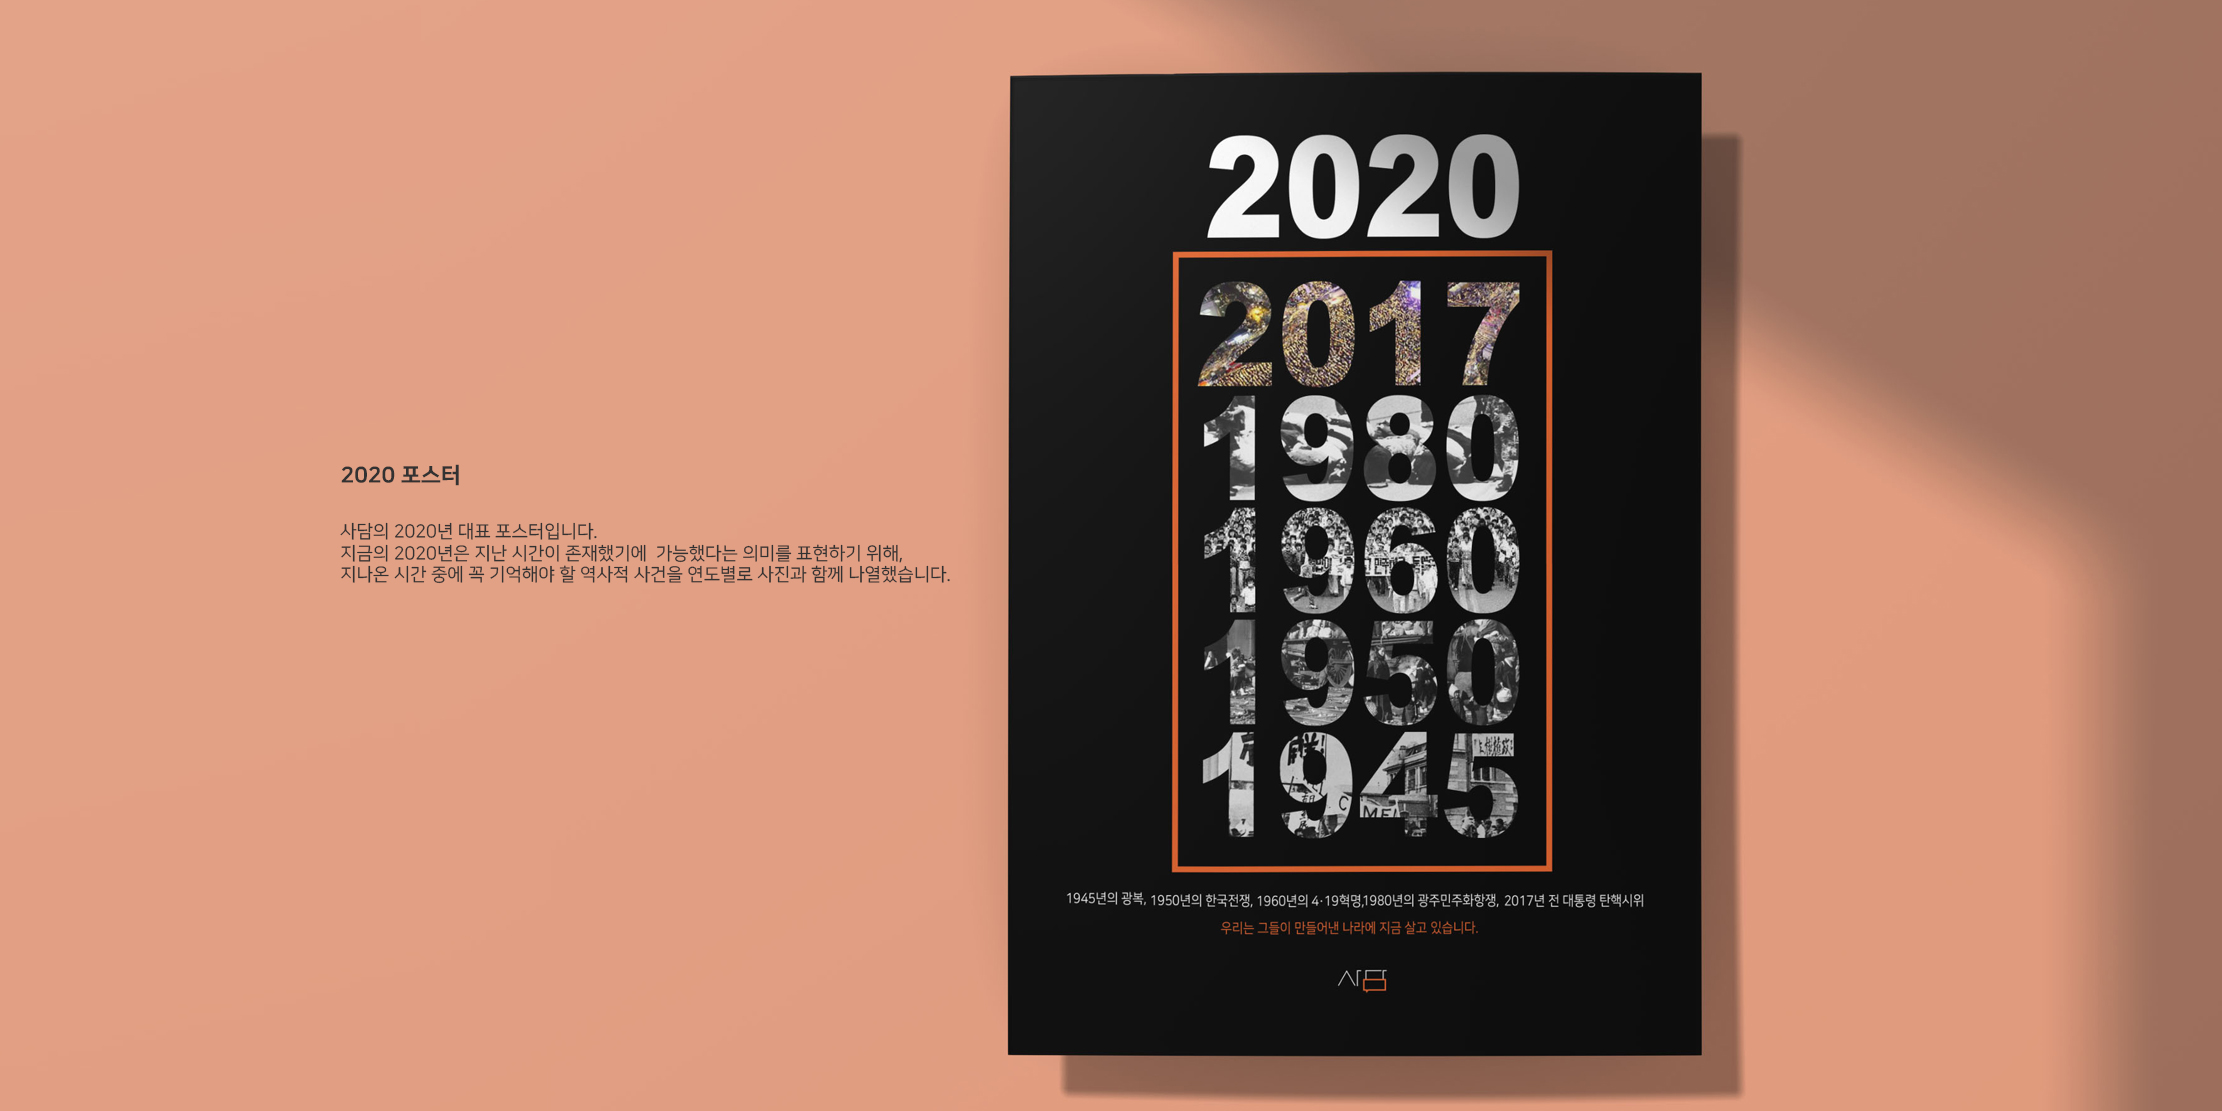 2020 포스터
사담의 2020년 대표 포스터입니다.
지금의 2020년은 지난 시간이 존재했기에 가능했다는 의미를 표현하기 위해,
지나온 시간 중에 꼭 기억해야 할 역사적 사건을 연도별로 사진과 함께 나열했습니다.
2020
2017
1980
1960
1950
1945
1945년의 광복, 1950년의 한국전쟁, 1960년의 4·19혁명,1980년의 광주민주화항쟁, 2017년 전 대통령 탄핵시위
우리는 그들이 만들어낸 나라에 지금 살고 있습니다.
사담